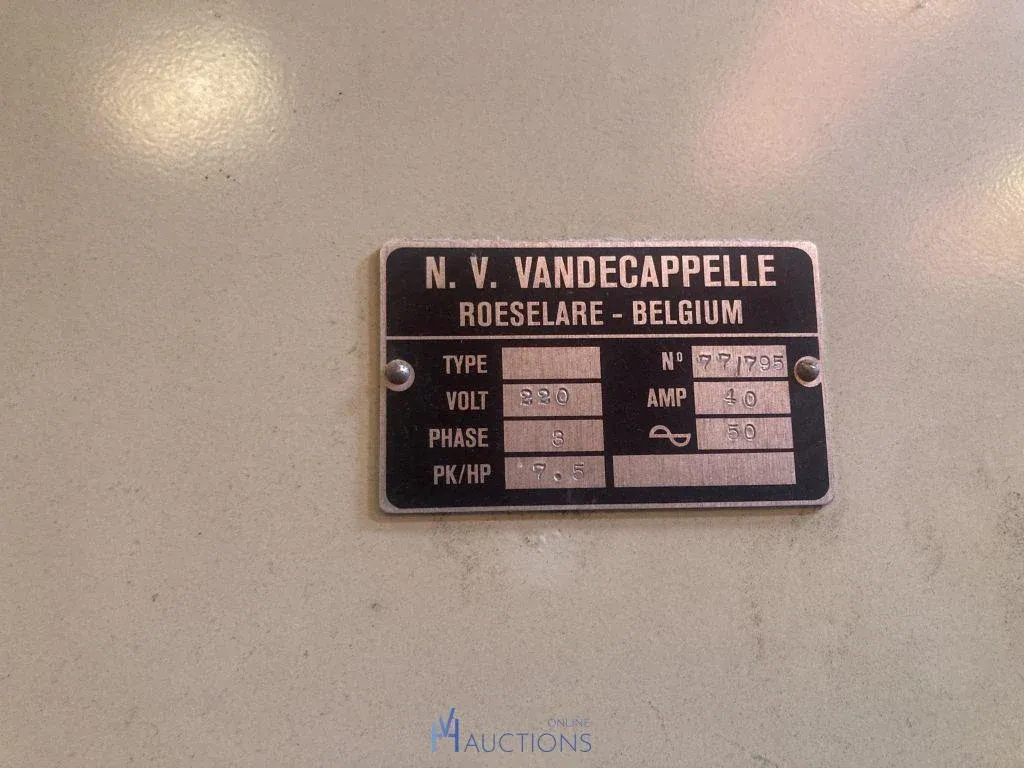 N. V. VANDECAPPELLE
ROESELARE - BELGIUM
TYPE Nº 77/795
VOLT 220 AMP 40
PHASE 3 50
PK/HP 7.5
ONLINE
AUCTIONS